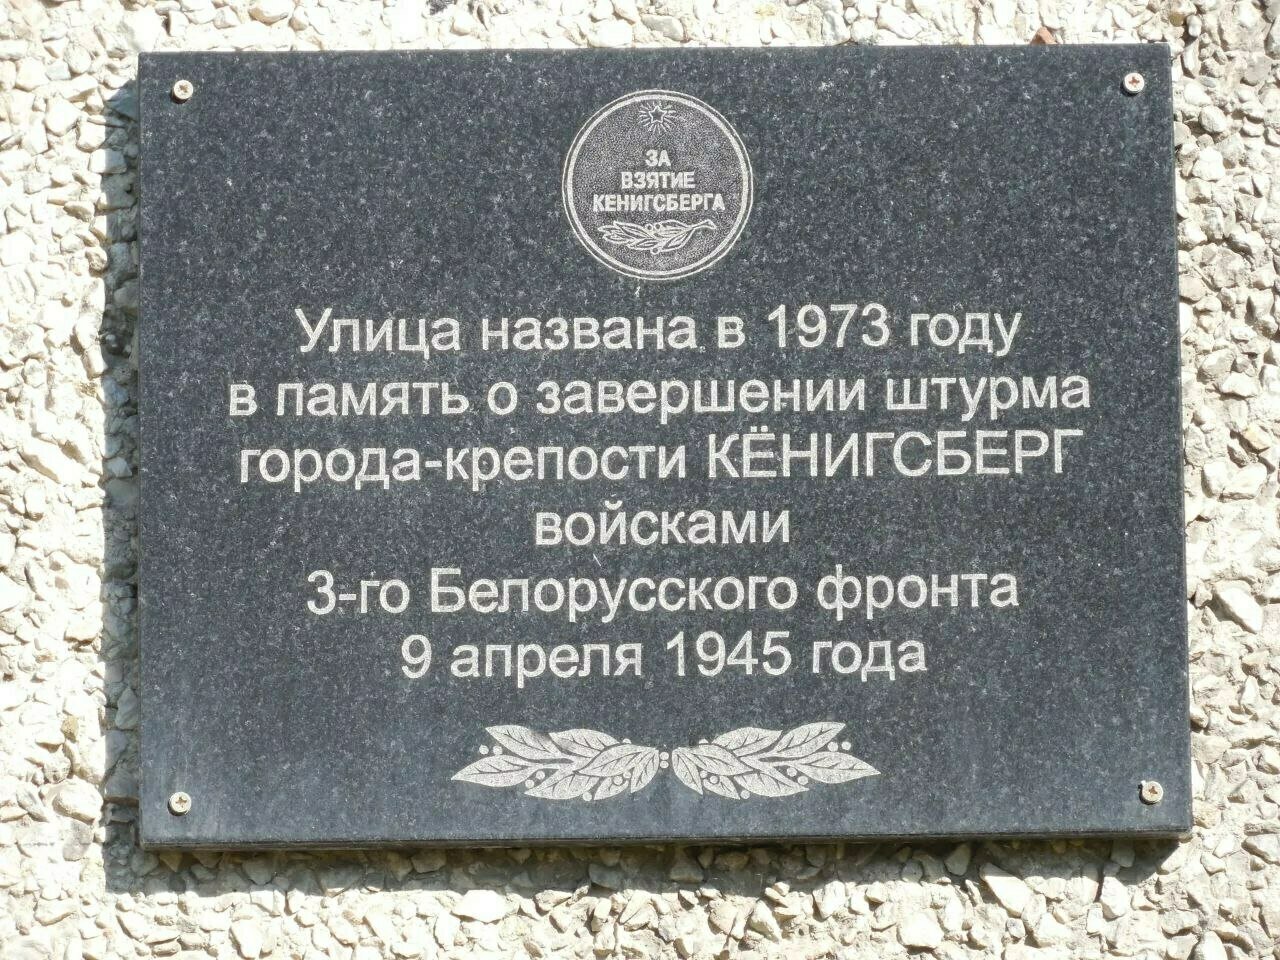 ЗА
ВЗЯТИЕ
КЕНИГСБЕРГА
Улица названа в 1973 году
в память о завершении штурма
города-крепости КЁНИГСБЕРГ
войсками
3-го Белорусского фронта
9 апреля 1945 года